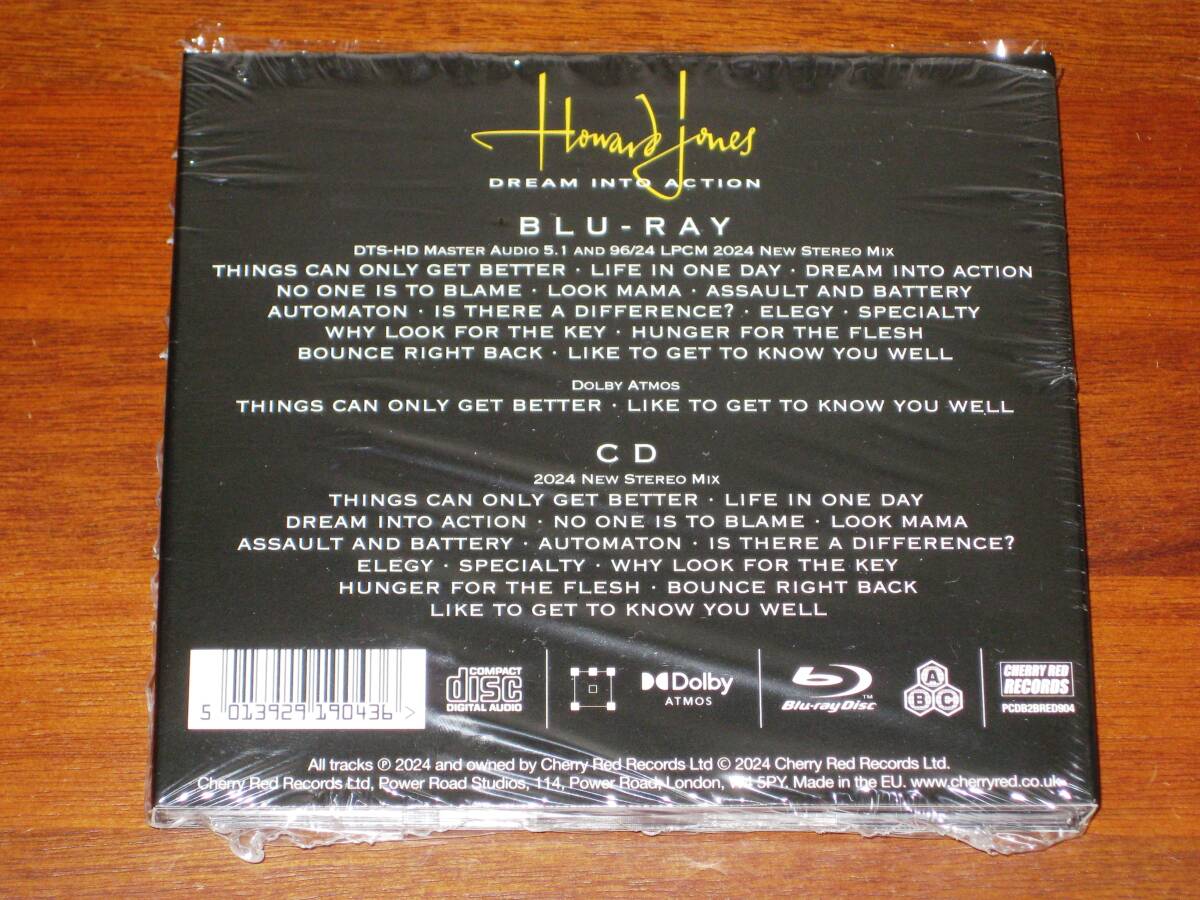 Howard Jones
DREAM INTO ACTION
BLU-RAY
DTS-HD MASTER AUDIO 5.1 AND 96/24 LPCM 2024 NEW STEREO MIX
THINGS CAN ONLY GET BETTER · LIFE IN ONE DAY · DREAM INTO ACTION
NO ONE IS TO BLAME · LOOK MAMA · ASSAULT AND BATTERY
AUTOMATON · IS THERE A DIFFERENCE? · ELEGY · SPECIALTY
WHY LOOK FOR THE KEY · HUNGER FOR THE FLESH
BOUNCE RIGHT BACK · LIKE TO GET TO KNOW YOU WELL
DOLBY ATMOS
THINGS CAN ONLY GET BETTER · LIKE TO GET TO KNOW YOU WELL
CD
2024 NEW STEREO MIX
THINGS CAN ONLY GET BETTER · LIFE IN ONE DAY
DREAM INTO ACTION · NO ONE IS TO BLAME · LOOK MAMA
ASSAULT AND BATTERY · AUTOMATON · IS THERE A DIFFERENCE?
ELEGY · SPECIALTY · WHY LOOK FOR THE KEY
HUNGER FOR THE FLESH · BOUNCE RIGHT BACK
LIKE TO GET TO KNOW YOU WELL
5 013929 190436 >
COMPACT
disc
DIGITAL AUDIO
Dolby
ATMOS
Blu-ray Disc™
A
B C
CHERRY RED
RECORDS
PCDB2BRED904
All tracks ℗ 2024 and owned by Cherry Red Records Ltd © 2024 Cherry Red Records Ltd.
Cherry Red Records Ltd, Power Road Studios, 114, Power Road, London, W4 5PY. Made in the EU. www.cherryred.co.uk